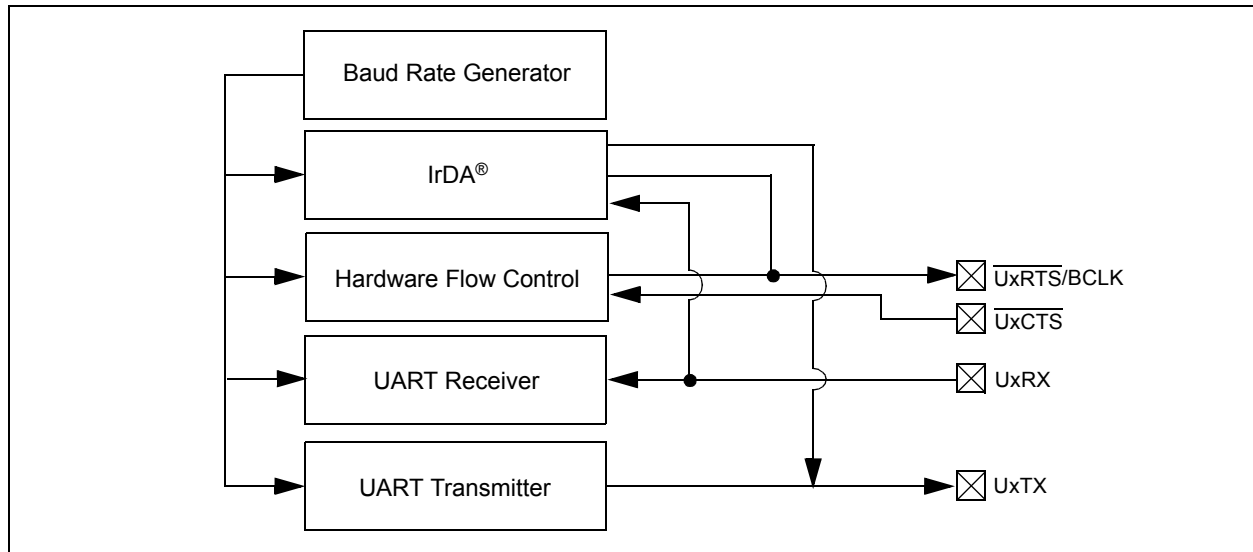 Baud Rate Generator
IrDA®
Hardware Flow Control
UxRTS/BCLK
UxCTS
UART Receiver
UxRX
UART Transmitter
UxTX